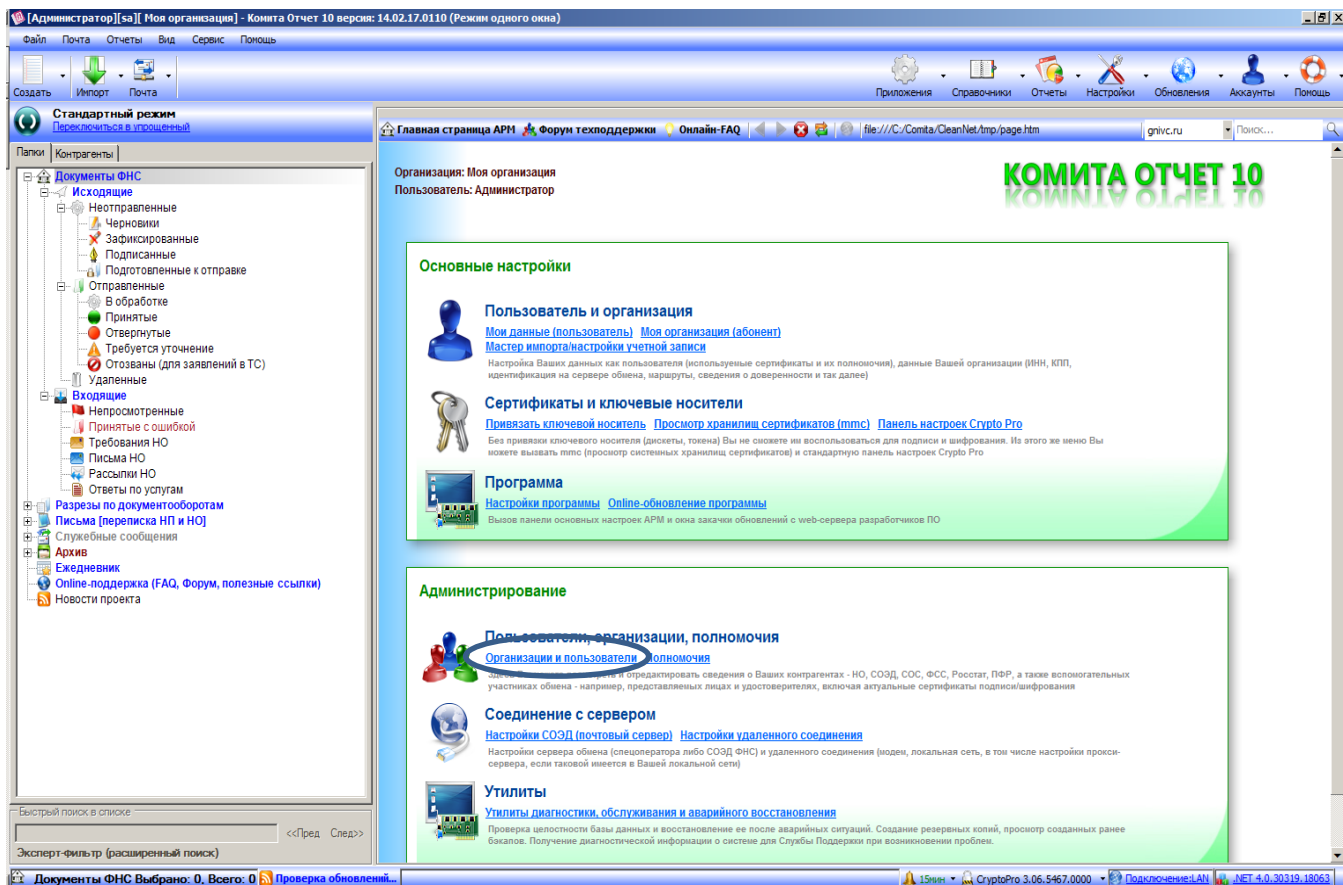 [Администратор][sa][ Моя организация] - Комита Отчет 10 версия: 14.02.17.0110 (Режим одного окна)
Файл Почта Отчеты Вид Сервис Помощь
Создать Импорт Почта
Приложения Справочники Отчеты Настройки Обновления Аккаунты Помощь
Стандартный режим
Переключиться в упрощенный
Главная страница АРМ Форум техподдержки Онлайн-FAQ file:///C:/Comita/CleanNet/tmp/page.htm gnivc.ru Поиск...
Папки Контрагенты
Документы ФНС
Исходящие
Неотправленные
Черновики
Зафиксированные
Подписанные
Подготовленные к отправке
Отправленные
В обработке
Принятые
Отвергнутые
Требуется уточнение
Отозваны (для заявлений в ТС)
Удаленные
Входящие
Непросмотренные
Принятые с ошибкой
Требования НО
Письма НО
Рассылки НО
Ответы по услугам
Разрезы по документооборотам
Письма [переписка НП и НО]
Служебные сообщения
Архив
Ежедневник
Online-поддержка (FAQ, Форум, полезные ссылки)
Новости проекта
Быстрый поиск в списке
<<Пред След>>
Эксперт-Фильтр (расширенный поиск)
Организация: Моя организация
Пользователь: Администратор
КОМИТА ОТЧЕТ 10
Основные настройки
Пользователь и организация
Мои данные (пользователь) Моя организация (абонент)
Мастер импорта/настройки учетной записи
Настройка Ваших данных как пользователя (используемые сертификаты и их полномочия), данные Вашей организации (ИНН, КПП,
идентификация на сервере обмена, маршруты, сведения о доверенности и так далее)
Сертификаты и ключевые носители
Привязать ключевой носитель Просмотр хранилищ сертификатов (mmc) Панель настроек Crypto Pro
Без привязки ключевого носителя (дискеты, токена) Вы не сможете им воспользоваться для подписи и шифрования. Из этого же меню Вы
можете вызвать mmc (просмотр системных хранилищ сертификатов) и стандартную панель настроек Crypto Pro
Программа
Настройки программы Online-обновление программы
Вызов панели основных настроек АРМ и окна закачки обновлений с web-сервера разработчиков ПО
Администрирование
Пользователи, организации, полномочия
Организации и пользователи Полномочия
отредактировать сведения о Ваших контрагентах - НО, СОЭД, СОС, ФСС, Росстат, ПФР, а также вспомогательных
участниках обмена - например, представляемых лицах и удостоверителях, включая актуальные сертификаты подписи/шифрования
Соединение с сервером
Настройки СОЭД (почтовый сервер) Настройки удаленного соединения
Настройки сервера обмена (спецоператора либо СОЭД ФНС) и удаленного соединения (модем, локальная сеть, в том числе настройки прокси-
сервера, если таковой имеется в Вашей локальной сети)
Утилиты
Утилиты диагностики, обслуживания и аварийного восстановления
Проверка целостности базы данных и восстановление ее после аварийных ситуаций. Создание резервных копий, просмотр созданных ранее
бэкапов. Получение диагностической информации о системе для Службы Поддержки при возникновении проблем.
Документы ФНС Выбрано: 0, Всего: 0 Проверка обновлений... 15мин CryptoPro 3.06.5467.0000 Подключение:LAN .NET 4.0.30319.18063